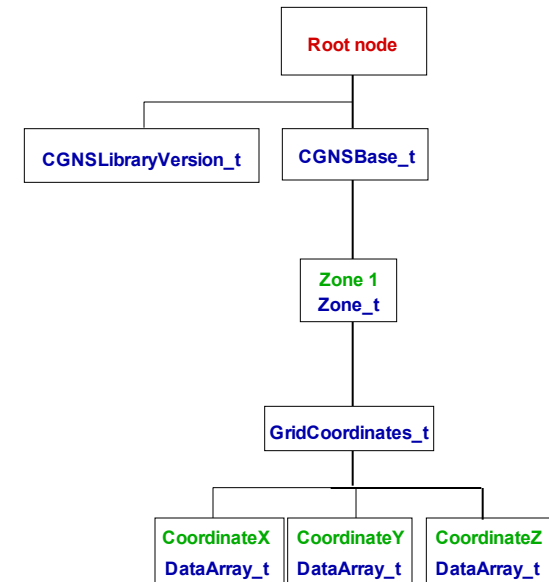 Root node
CGNSLibraryVersion_t
CGNSBase_t
Zone 1
Zone_t
GridCoordinates_t
CoordinateX
DataArray_t
CoordinateY
DataArray_t
CoordinateZ
DataArray_t